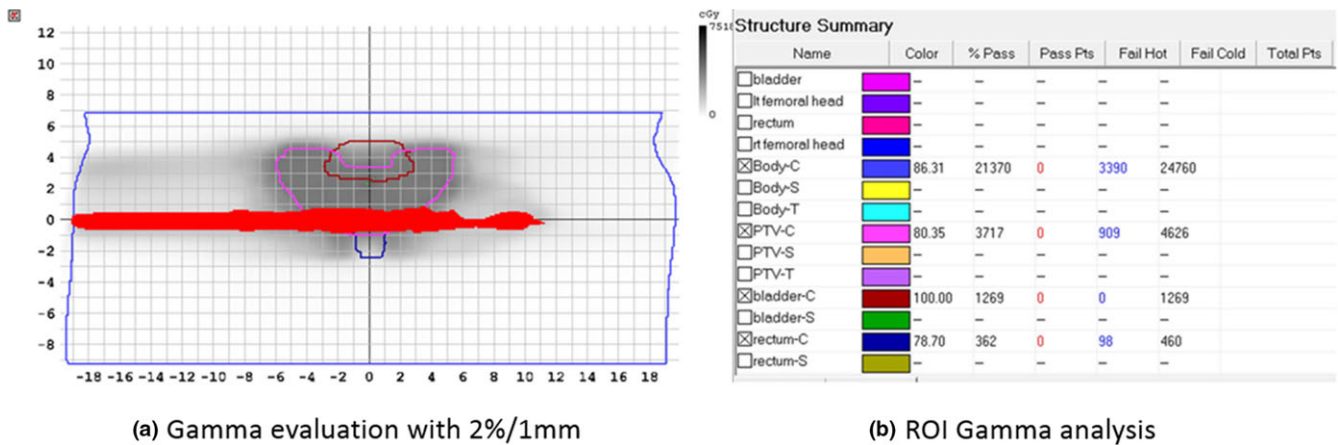 cGy
7518
0
12
10
8
6
4
2
0
-2
-4
-6
-8
-18 -16 -14 -12 -10 -8 -6 -4 -2 0 2 4 6 8 10 12 14 16 18
Structure Summary
Name Color % Pass Pass Pts Fail Hot Fail Cold Total Pts
bladder – – – – –
lt femoral head – – – – –
rectum – – – – –
rt femoral head – – – – –
Body-C 86.31 21370 0 3390 24760
Body-S – – – – –
Body-T – – – – –
PTV-C 80.35 3717 0 909 4626
PTV-S – – – – –
PTV-T – – – – –
bladder-C 100.00 1269 0 0 1269
bladder-S – – – – –
rectum-C 78.70 362 0 98 460
rectum-S – – – – –
(a) Gamma evaluation with 2%/1mm
(b) ROI Gamma analysis